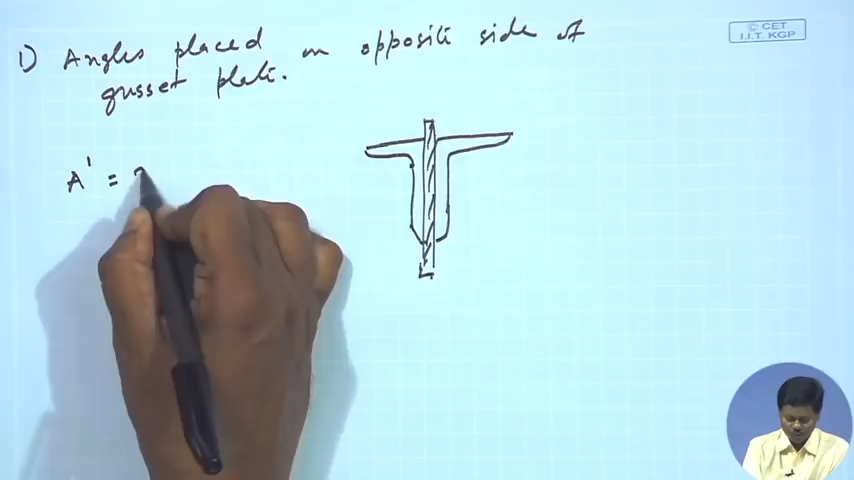 1) Angles placed on opposite side of
gusset plate.
A' =
© CET
I.I.T. KGP